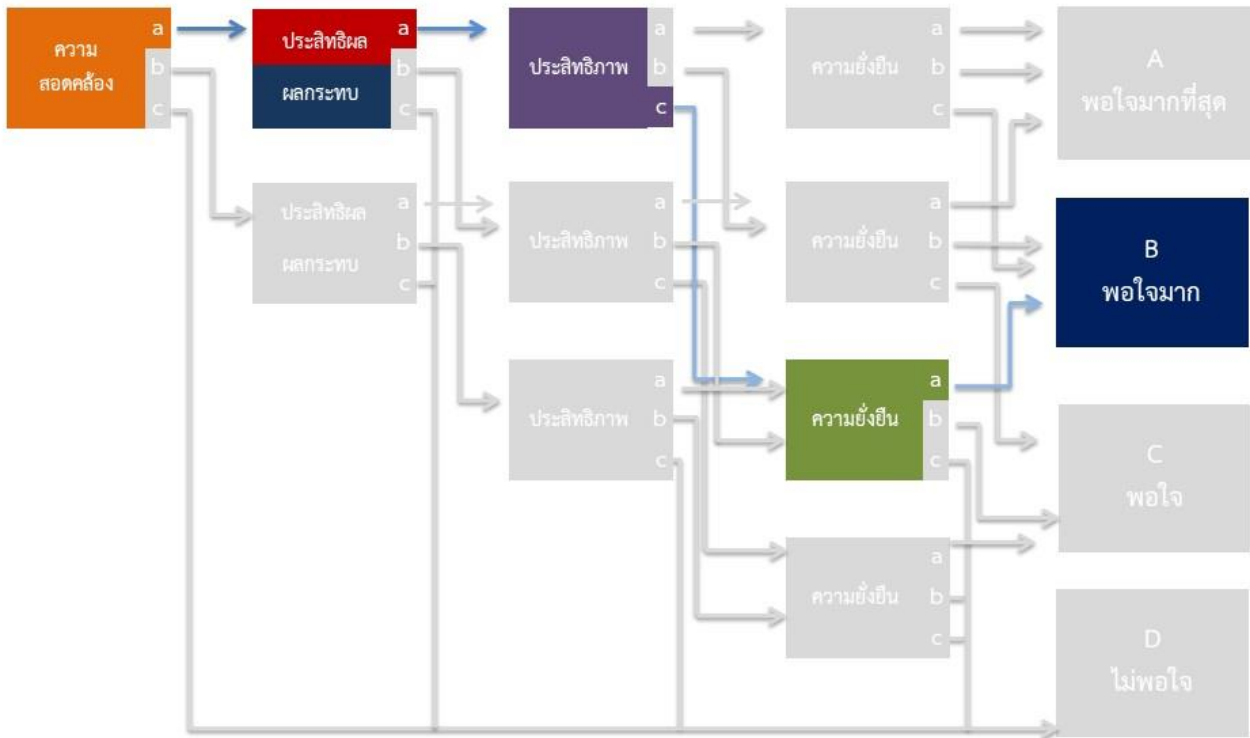 ความ
สอดคล้อง
a
b
c
ประสิทธิผล
ผลกระทบ
a
b
c
ประสิทธิภาพ
a
b
c
ความยั่งยืน
a
b
c
A
พอใจมากที่สุด
ประสิทธิผล
ผลกระทบ
a
b
c
ประสิทธิภาพ
a
b
c
ความยั่งยืน
a
b
c
B
พอใจมาก
ประสิทธิภาพ
a
b
c
ความยั่งยืน
a
b
c
C
พอใจ
ความยั่งยืน
a
b
c
D
ไม่พอใจ